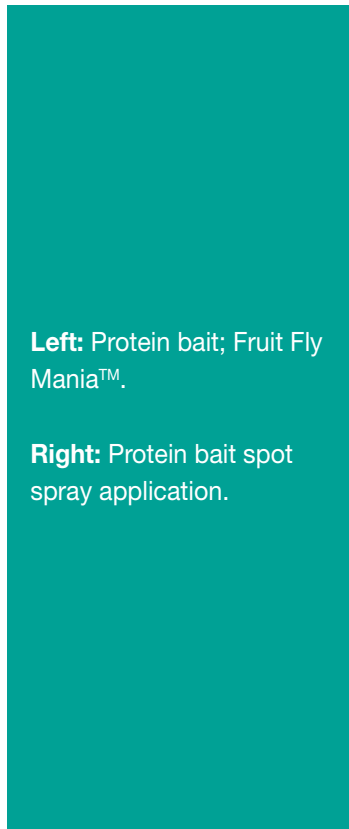 Left: Protein bait; Fruit Fly
Mania™.
Right: Protein bait spot
spray application.